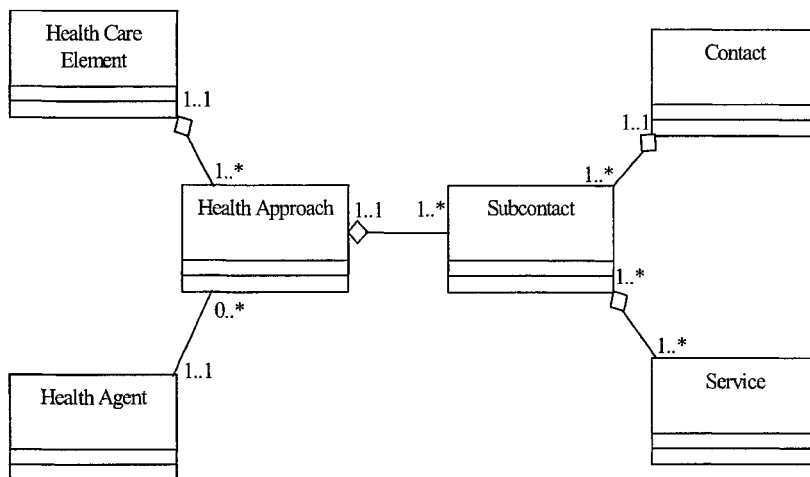 Health Care
Element
Contact
1..1
1..1
1..*
1..*
Health Approach
1..1
1..*
Subcontact
1..*
0..*
1..*
1..1
Health Agent
Service